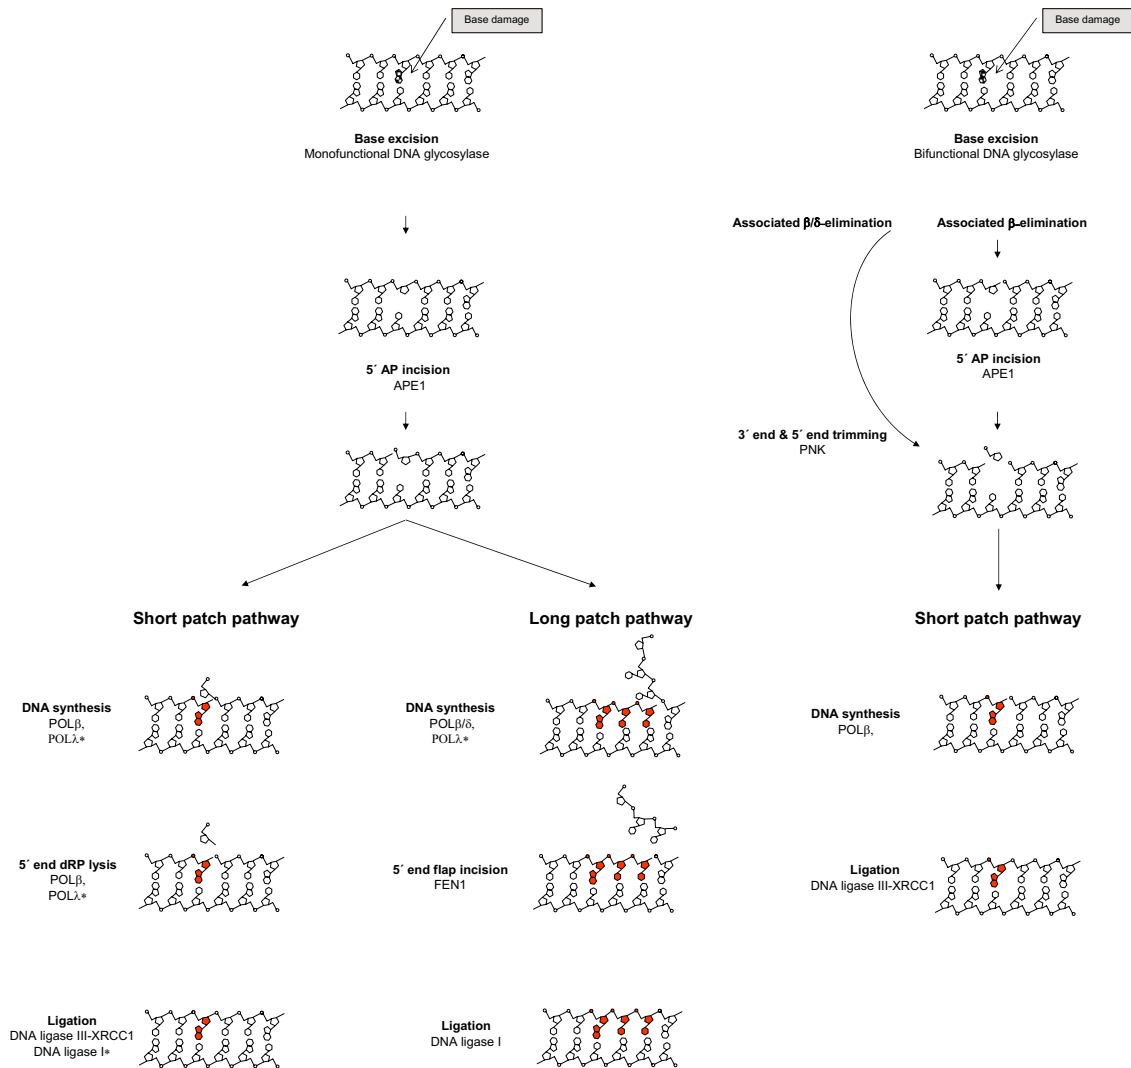 Base damage
Base damage
Base excision
Monofunctional DNA glycosylase
Base excision
Bifunctional DNA glycosylase
Associated β/δ-elimination
Associated β-elimination
5´ AP incision
APE1
5´ AP incision
APE1
3´ end & 5´ end trimming
PNK
Short patch pathway
Long patch pathway
Short patch pathway
DNA synthesis
POLβ,
POLλ*
DNA synthesis
POLβ/δ,
POLλ*
DNA synthesis
POLβ,
5´ end dRP lysis
POLβ,
POLλ*
5´ end flap incision
FEN1
Ligation
DNA ligase III-XRCC1
Ligation
DNA ligase III-XRCC1
DNA ligase I*
Ligation
DNA ligase I